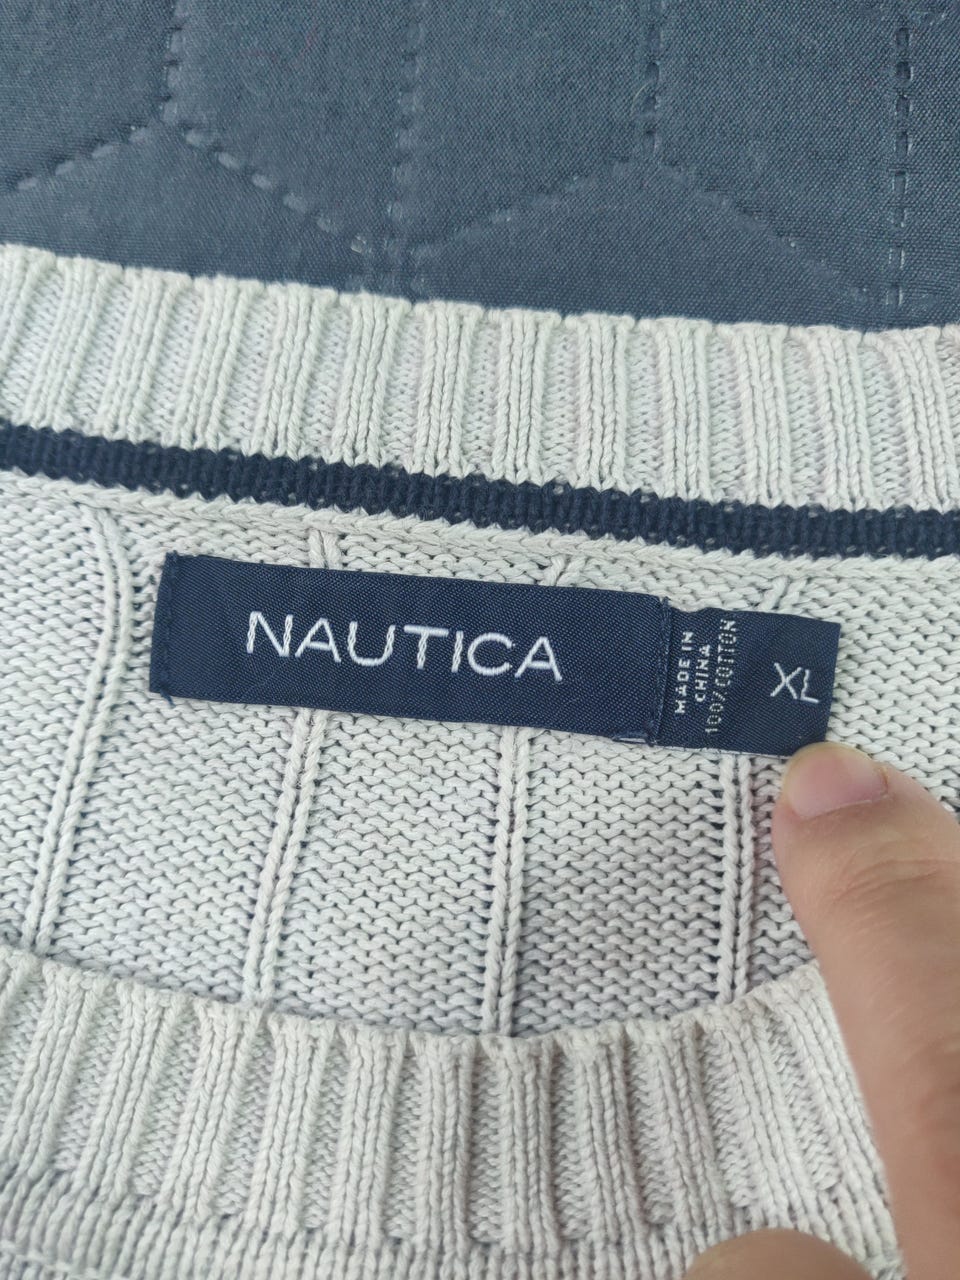 NAUTICA
MADE IN
CHINA
100% COTTON
XL